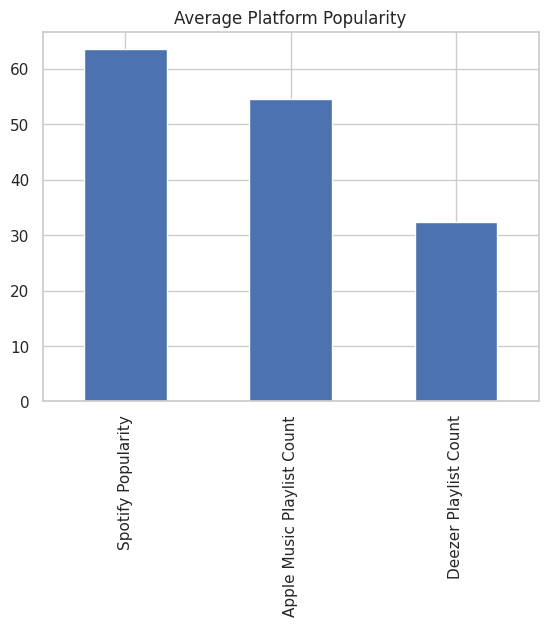 Average Platform Popularity
60
50
40
30
20
10
0
Spotify Popularity
Apple Music Playlist Count
Deezer Playlist Count